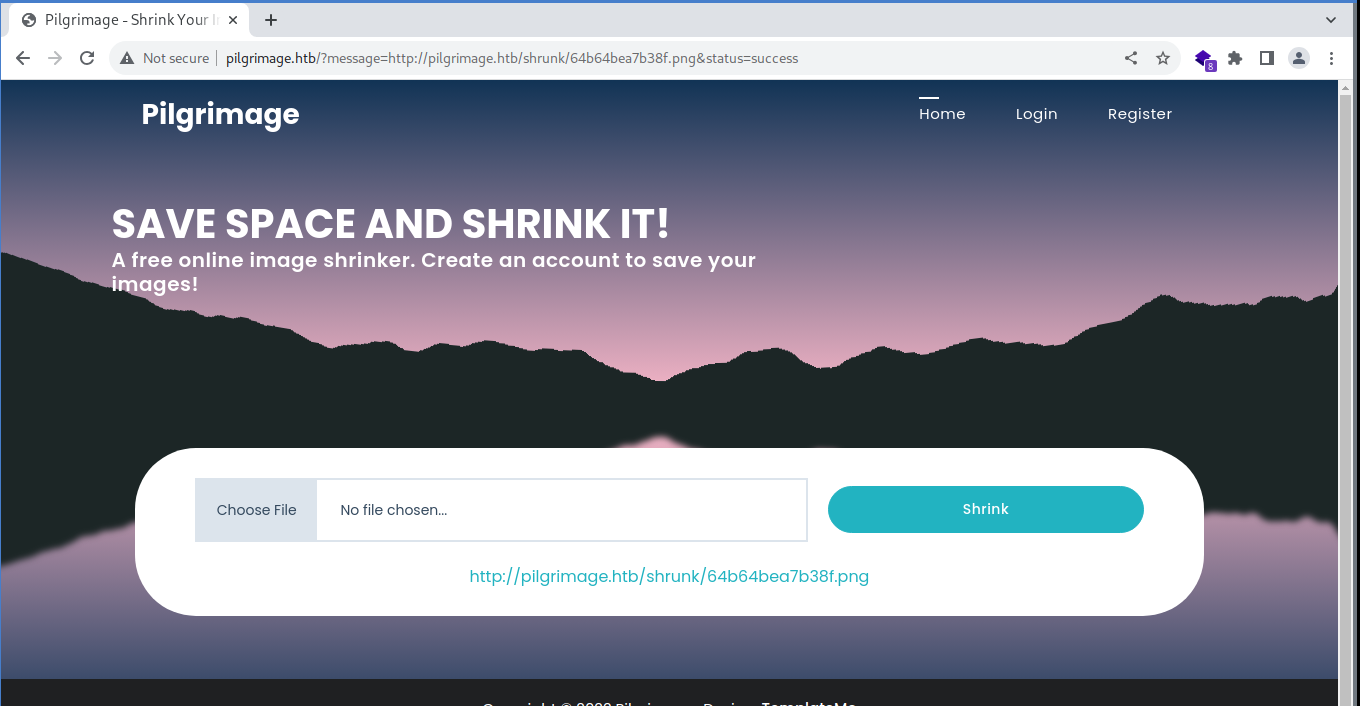 Pilgrimage - Shrink Your
Not secure
pilgrimage.htb/?message=http://pilgrimage.htb/shrunk/64b64bea7b38f.png&status=success
8
Pilgrimage
Home
Login
Register
SAVE SPACE AND SHRINK IT!
A free online image shrinker. Create an account to save your
images!
Choose File
No file chosen...
Shrink
http://pilgrimage.htb/shrunk/64b64bea7b38f.png